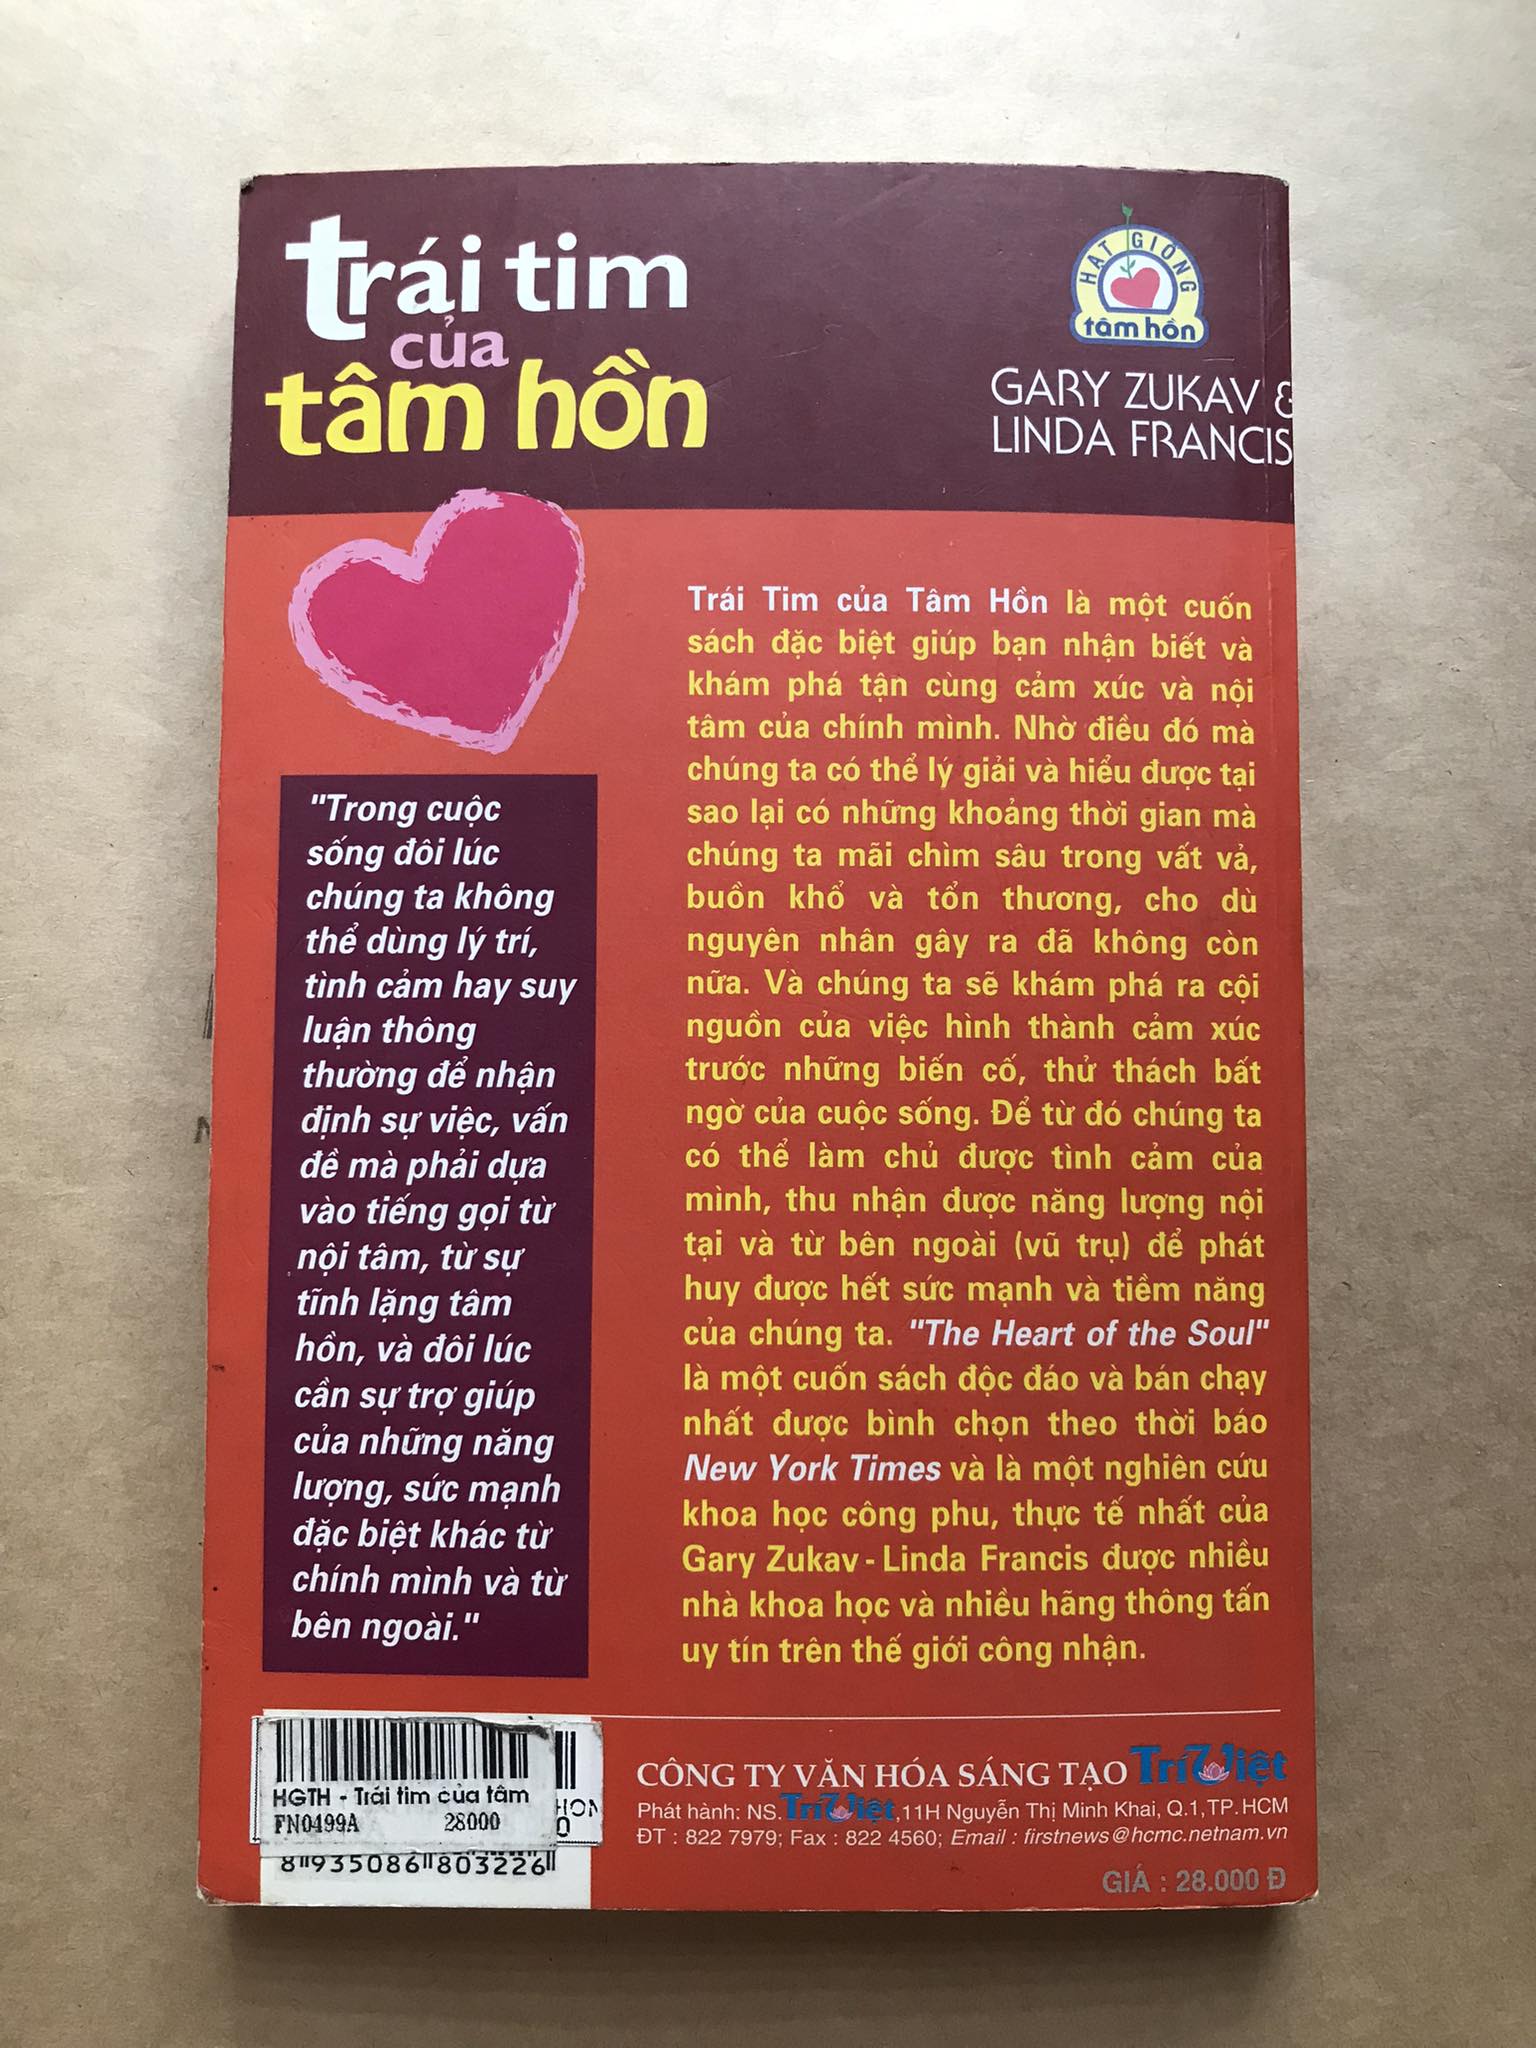 trái tim
của
tâm hồn
HẠT GIỐNG
tâm hồn
GARY ZUKAV &
LINDA FRANCIS
"Trong cuộc
sống đôi lúc
chúng ta không
thể dùng lý trí,
tình cảm hay suy
luận thông
thường để nhận
định sự việc, vấn
đề mà phải dựa
vào tiếng gọi từ
nội tâm, từ sự
tĩnh lặng tâm
hồn, và đôi lúc
cần sự trợ giúp
của những năng
lượng, sức mạnh
đặc biệt khác từ
chính mình và từ
bên ngoài."
Trái Tim của Tâm Hồn là một cuốn
sách đặc biệt giúp bạn nhận biết và
khám phá tận cùng cảm xúc và nội
tâm của chính mình. Nhờ điều đó mà
chúng ta có thể lý giải và hiểu được tại
sao lại có những khoảng thời gian mà
chúng ta mãi chìm sâu trong vất vả,
buồn khổ và tổn thương, cho dù
nguyên nhân gây ra đã không còn
nữa. Và chúng ta sẽ khám phá ra cội
nguồn của việc hình thành cảm xúc
trước những biến cố, thử thách bất
ngờ của cuộc sống. Để từ đó chúng ta
có thể làm chủ được tình cảm của
mình, thu nhận được năng lượng nội
tại và từ bên ngoài (vũ trụ) để phát
huy được hết sức mạnh và tiềm năng
của chúng ta. "The Heart of the Soul"
là một cuốn sách độc đáo và bán chạy
nhất được bình chọn theo thời báo
New York Times và là một nghiên cứu
khoa học công phu, thực tế nhất của
Gary Zukav - Linda Francis được nhiều
nhà khoa học và nhiều hãng thông tấn
uy tín trên thế giới công nhận.
HGTH - Trái tim của tâm
FN0499A 28000
8 935086 803226
CÔNG TY VĂN HÓA SÁNG TẠO Trí Việt
Phát hành: NS. Trí Việt, 11H Nguyễn Thị Minh Khai, Q.1, TP. HCM
ĐT : 822 7979; Fax : 822 4560; Email : firstnews@hcmc.netnam.vn
GIÁ : 28.000 Đ